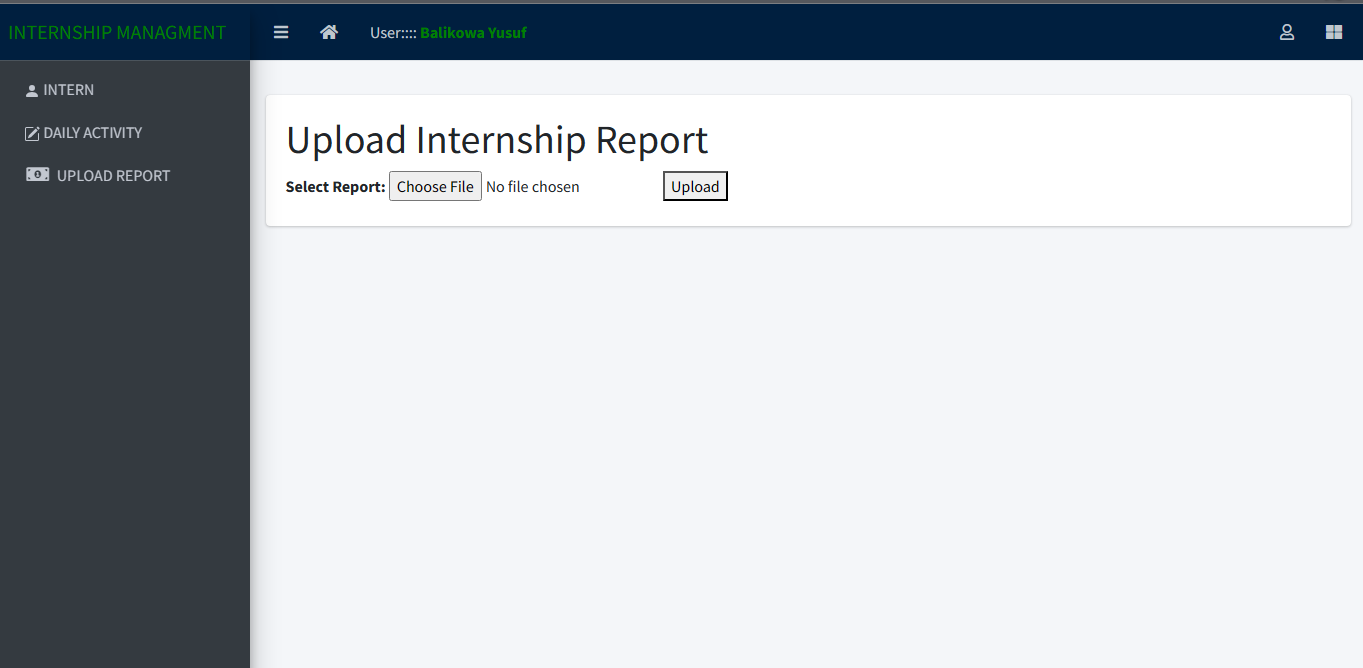 INTERNSHIP MANAGMENT
User:::: Balikowa Yusuf
INTERN
DAILY ACTIVITY
UPLOAD REPORT
Upload Internship Report
Select Report: Choose File No file chosen Upload